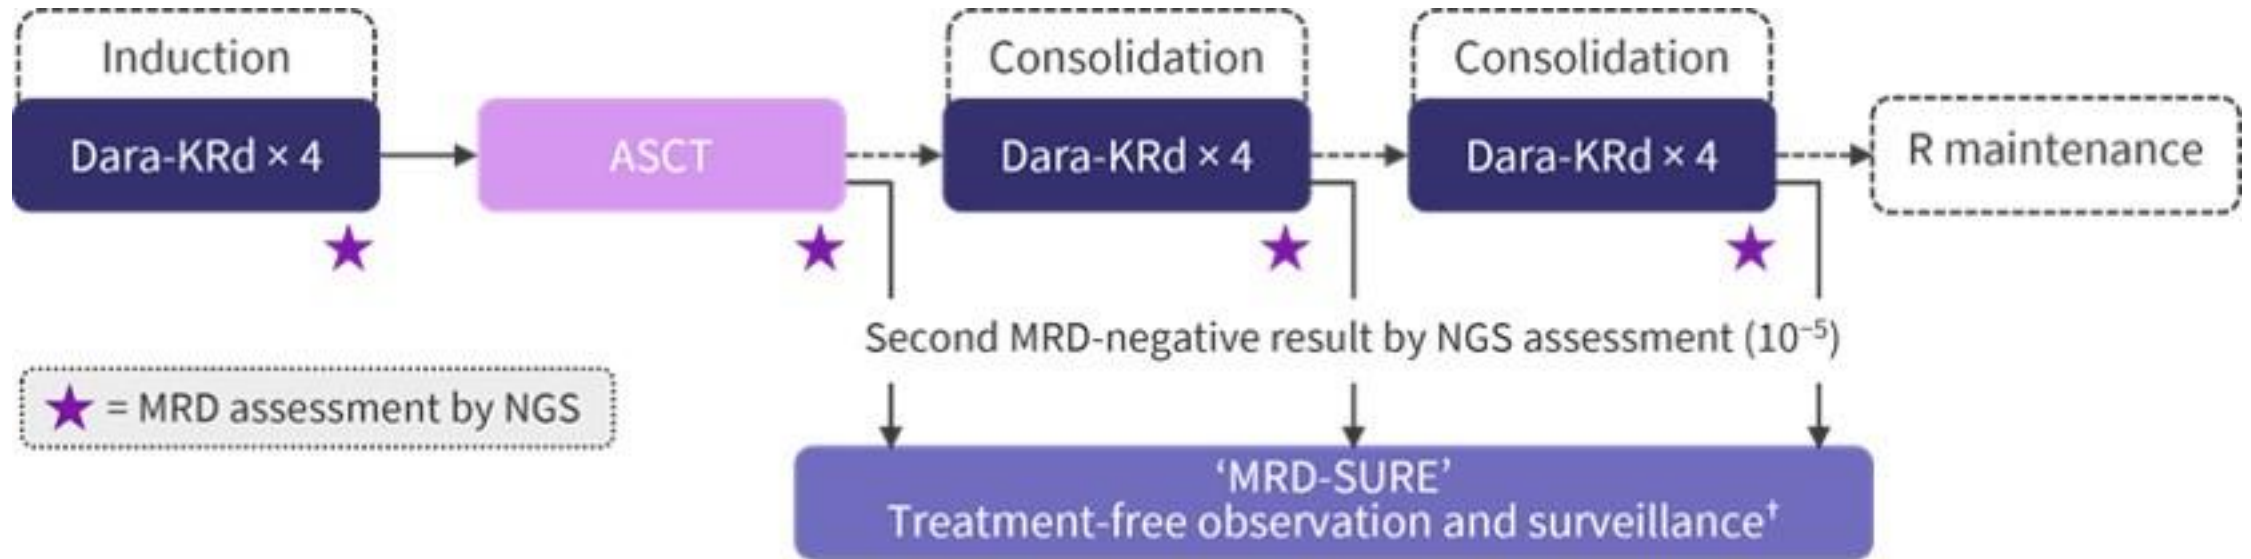 Induction
Consolidation
Consolidation
Dara-KRd × 4
ASCT
Dara-KRd × 4
Dara-KRd × 4
R maintenance
Second MRD-negative result by NGS assessment (10⁻⁵)
★ = MRD assessment by NGS
‘MRD-SURE’
Treatment-free observation and surveillance†